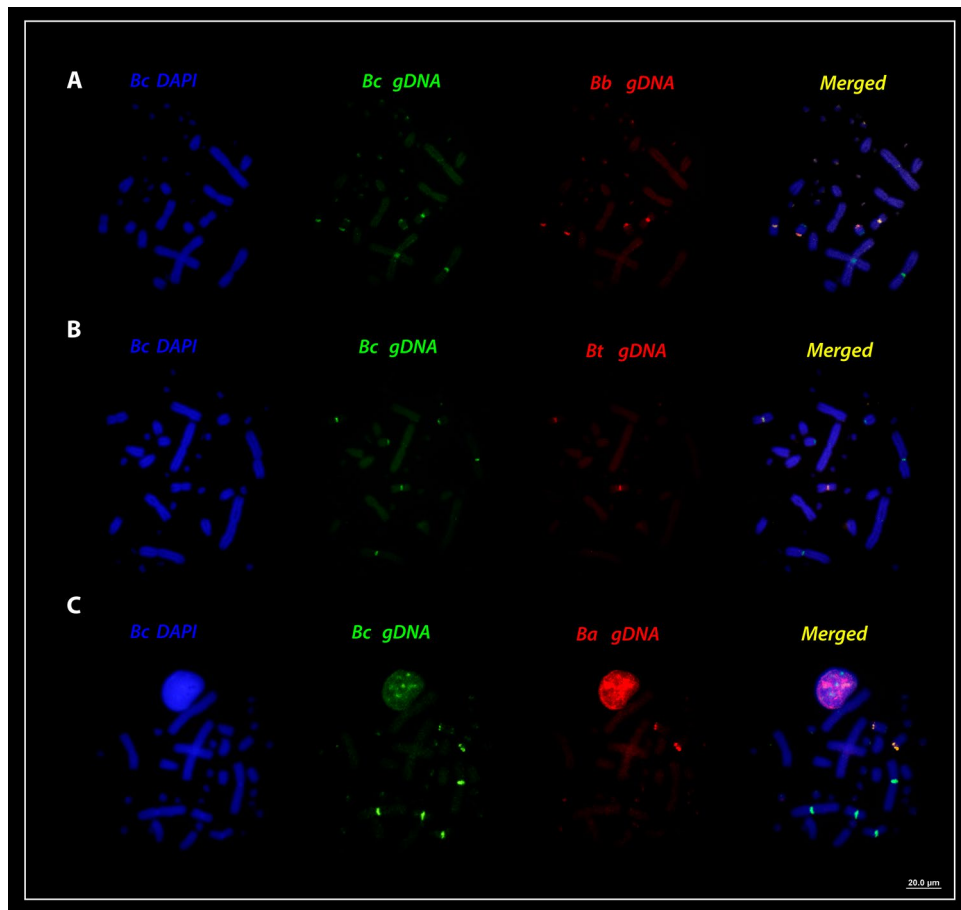 A
Bc DAPI
Bc gDNA
Bb gDNA
Merged
B
Bc DAPI
Bc gDNA
Bt gDNA
Merged
C
Bc DAPI
Bc gDNA
Ba gDNA
Merged
20.0 µm